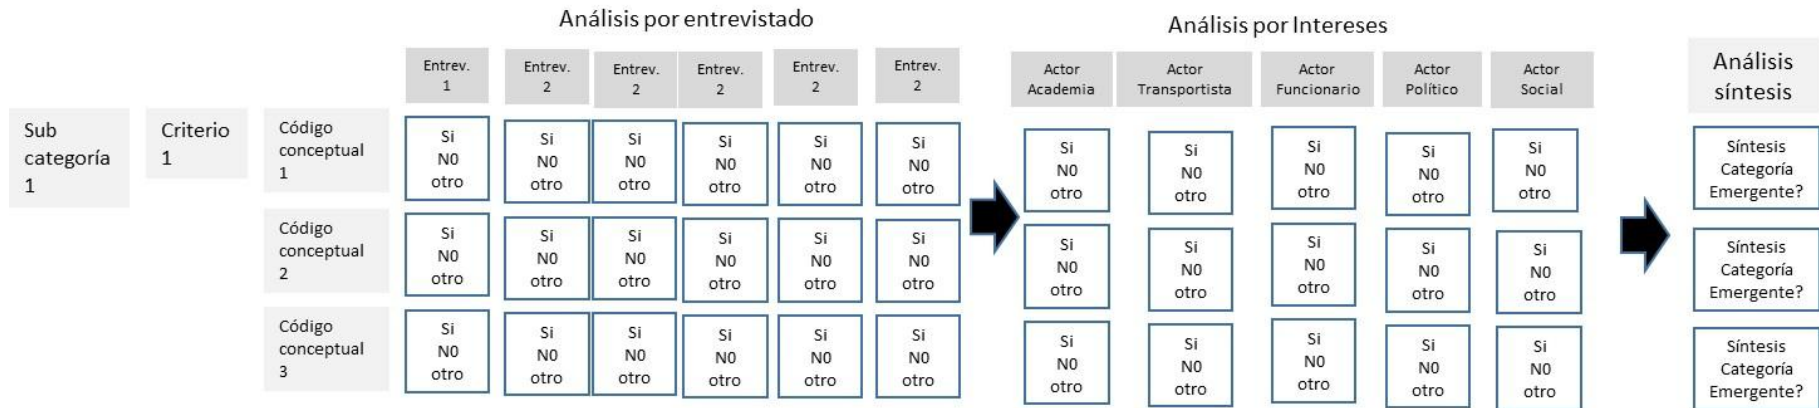 Análisis por entrevistado
Análisis por Intereses
Entrev.
1
Entrev.
2
Entrev.
2
Entrev.
2
Entrev.
2
Entrev.
2
Actor
Academia
Actor
Transportista
Actor
Funcionario
Actor
Político
Actor
Social
Análisis
síntesis
Sub
categoría
1
Criterio
1
Código
conceptual
1
Si
N0
otro
Si
N0
otro
Si
N0
otro
Si
N0
otro
Si
N0
otro
Si
N0
otro
Si
N0
otro
Si
N0
otro
Si
N0
otro
Si
N0
otro
Si
N0
otro
Síntesis
Categoría
Emergente?
Código
conceptual
2
Si
N0
otro
Si
N0
otro
Si
N0
otro
Si
N0
otro
Si
N0
otro
Si
N0
otro
Si
N0
otro
Si
N0
otro
Si
N0
otro
Si
N0
otro
Si
N0
otro
Síntesis
Categoría
Emergente?
Código
conceptual
3
Si
N0
otro
Si
N0
otro
Si
N0
otro
Si
N0
otro
Si
N0
otro
Si
N0
otro
Si
N0
otro
Si
N0
otro
Si
N0
otro
Si
N0
otro
Si
N0
otro
Síntesis
Categoría
Emergente?